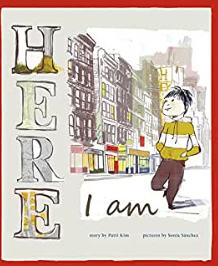 HERE
I am
story by Patti Kim
pictures by Sonia Sánchez